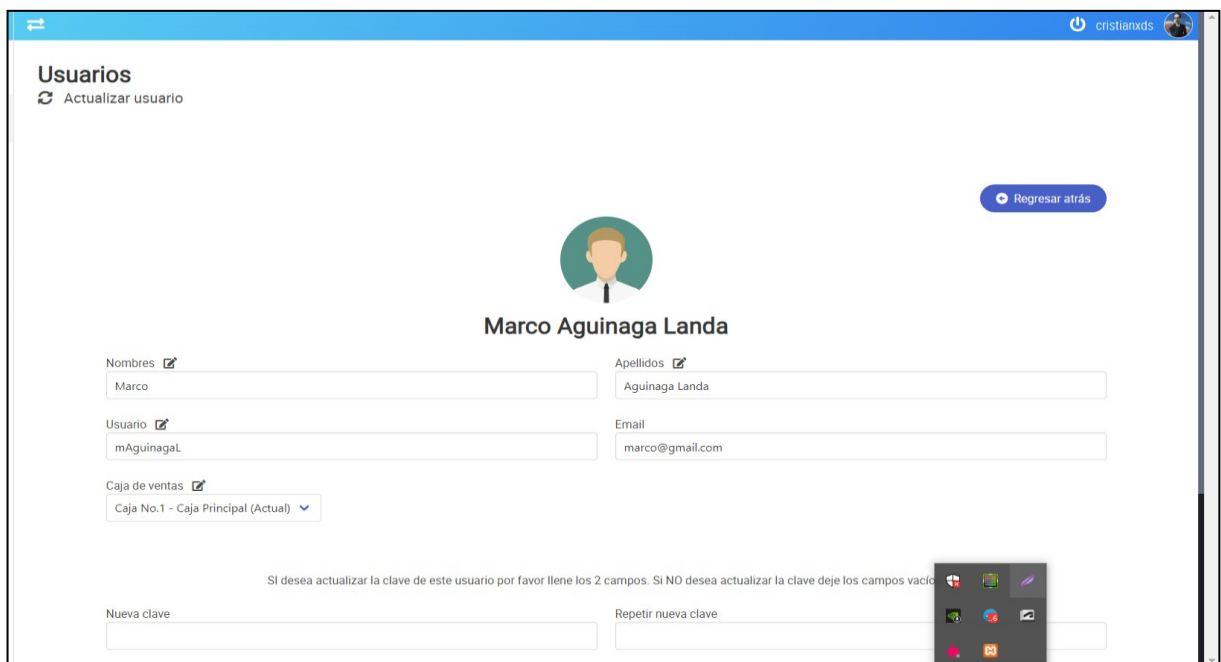 cristianxds
Usuarios
Actualizar usuario
Regresar atrás
Marco Aguinaga Landa
Nombres
Apellidos
Marco
Aguinaga Landa
Usuario
Email
mAguinagaL
marco@gmail.com
Caja de ventas
Caja No.1 - Caja Principal (Actual)
SI desea actualizar la clave de este usuario por favor llene los 2 campos. Si NO desea actualizar la clave deje los campos vacío
Nueva clave
Repetir nueva clave